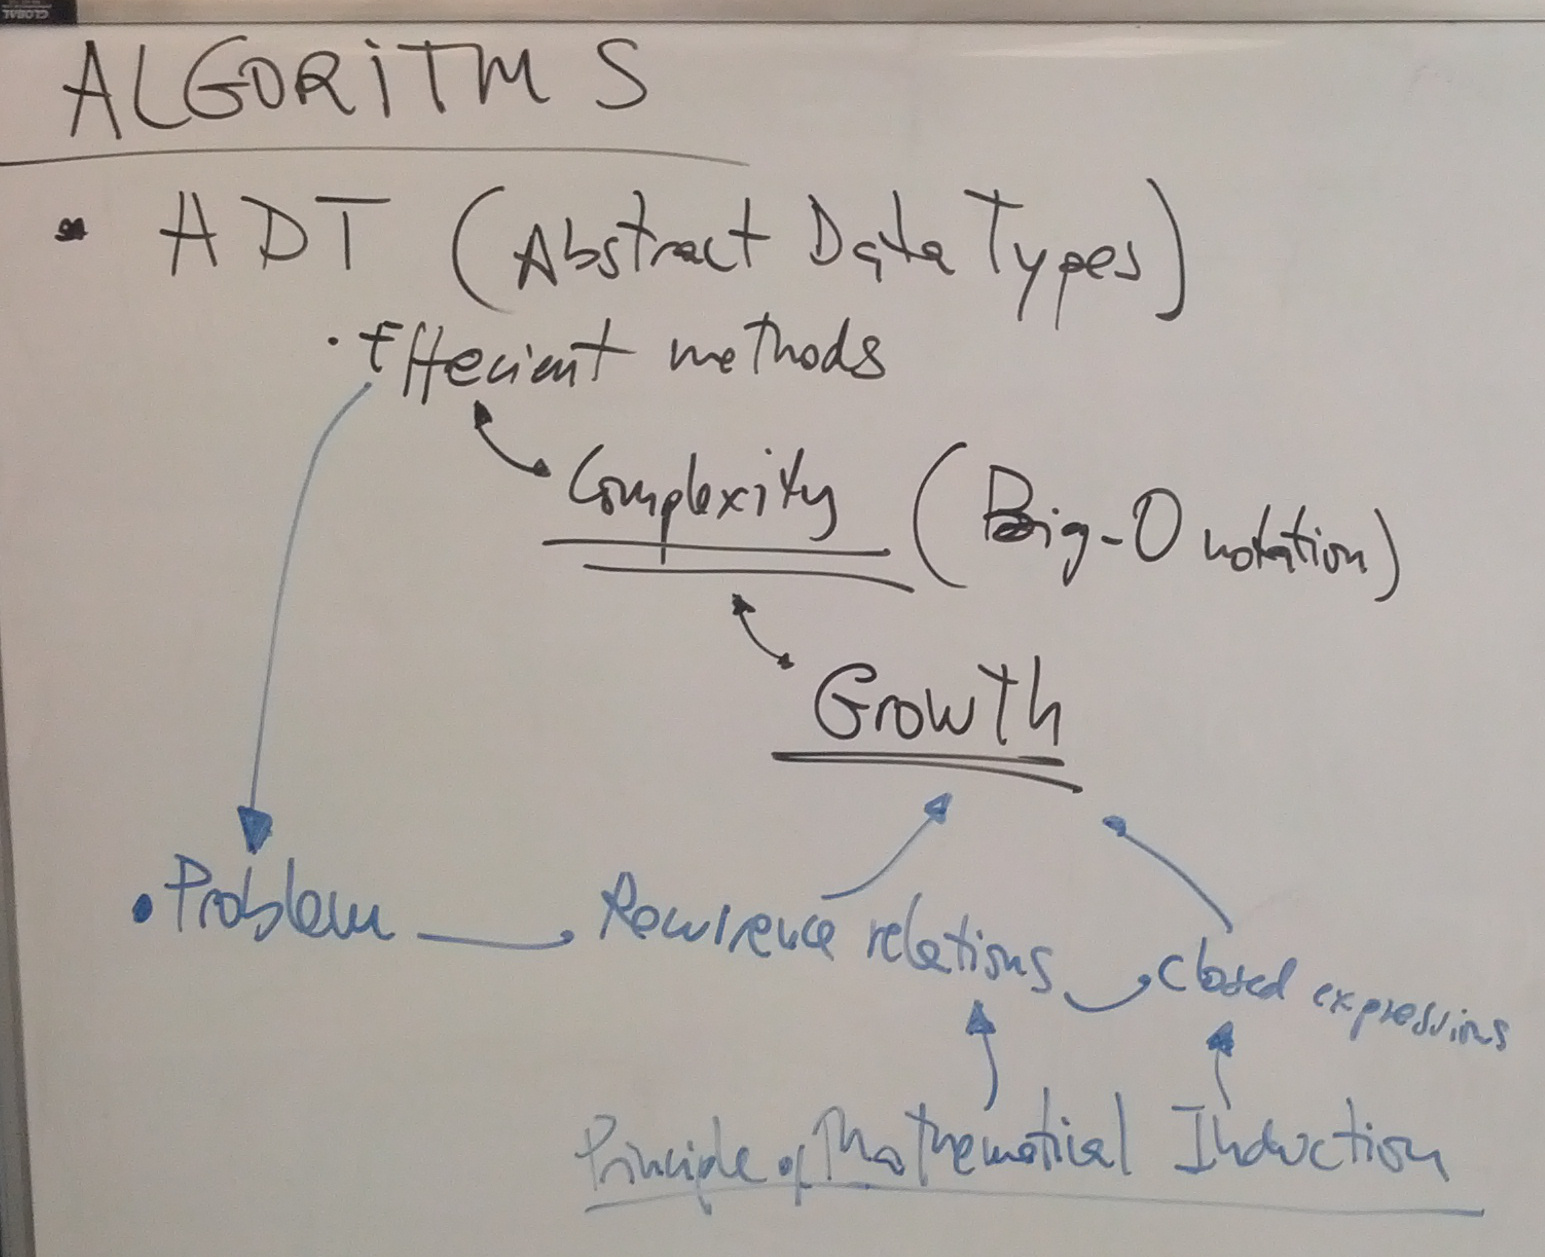 GLOBAL
ALGORITMS
ADT (Abstract Data Types)
· Effecient methods
Complexity (Big-O notation)
Growth
• Problem
Recurrence relations
closed expressions
Principle of Mathematical Induction